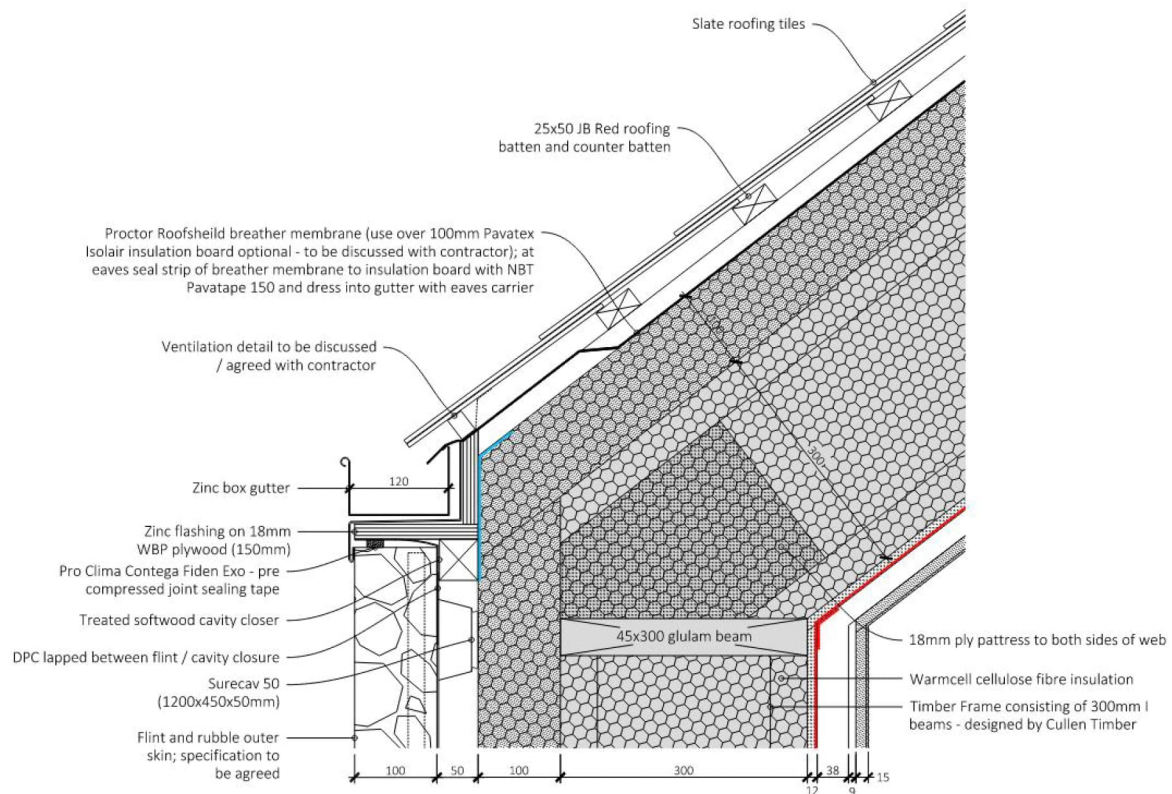 Slate roofing tiles
25x50 JB Red roofing
batten and counter batten
Proctor Roofsheild breather membrane (use over 100mm Pavatex
Isolair insulation board optional - to be discussed with contractor); at
eaves seal strip of breather membrane to insulation board with NBT
Pavatape 150 and dress into gutter with eaves carrier
Ventilation detail to be discussed
/ agreed with contractor
300
Zinc box gutter
120
Zinc flashing on 18mm
WBP plywood (150mm)
Pro Clima Contega Fiden Exo - pre
compressed joint sealing tape
Treated softwood cavity closer
DPC lapped between flint / cavity closure
Surecav 50
(1200x450x50mm)
Flint and rubble outer
skin; specification to
be agreed
45x300 glulam beam
18mm ply pattress to both sides of web
Warmcell cellulose fibre insulation
Timber Frame consisting of 300mm I
beams - designed by Cullen Timber
100 50 100 300 12 38 9 15